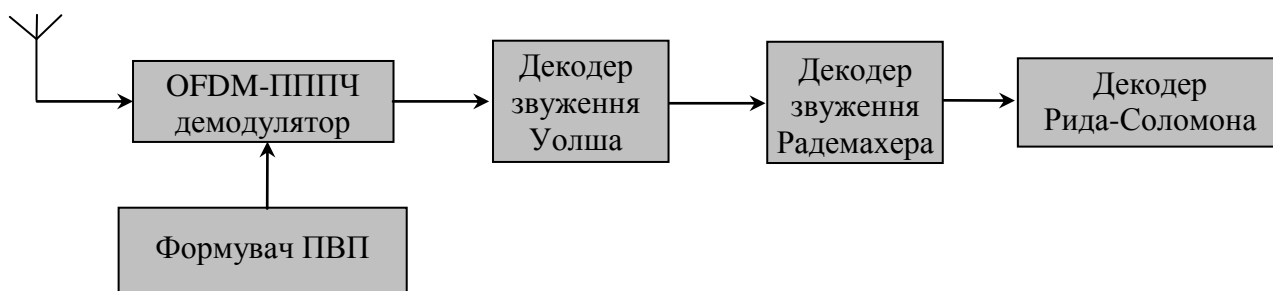 OFDM-ПППЧ
демодулятор
Декодер
звуження
Уолша
Декодер
звуження
Радемахера
Декодер
Рида-Соломона
Формувач ПВП